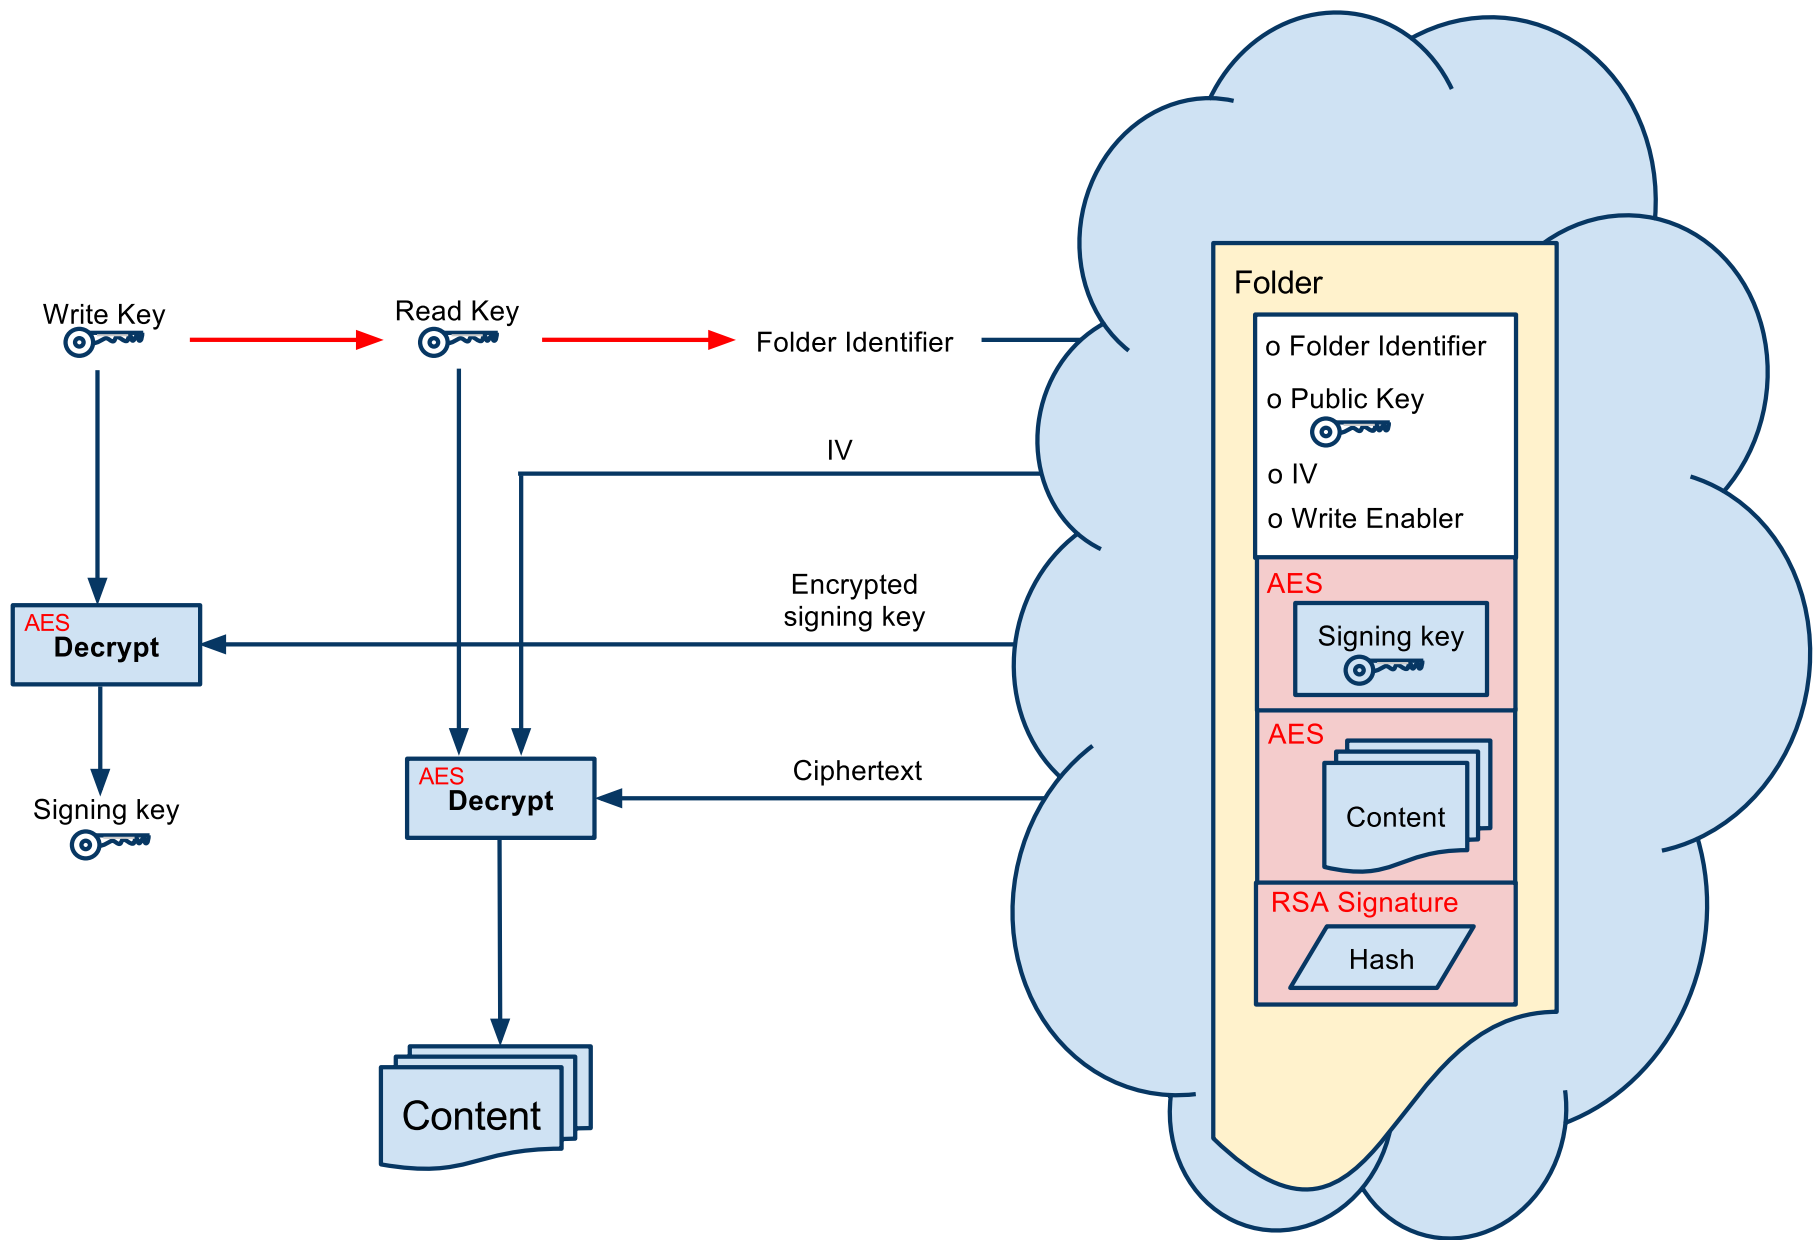 Write Key
Read Key
Folder Identifier
IV
Encrypted
signing key
AES
Decrypt
Signing key
AES
Decrypt
Ciphertext
Content
Folder
o Folder Identifier
o Public Key
o IV
o Write Enabler
AES
Signing key
AES
Content
RSA Signature
Hash